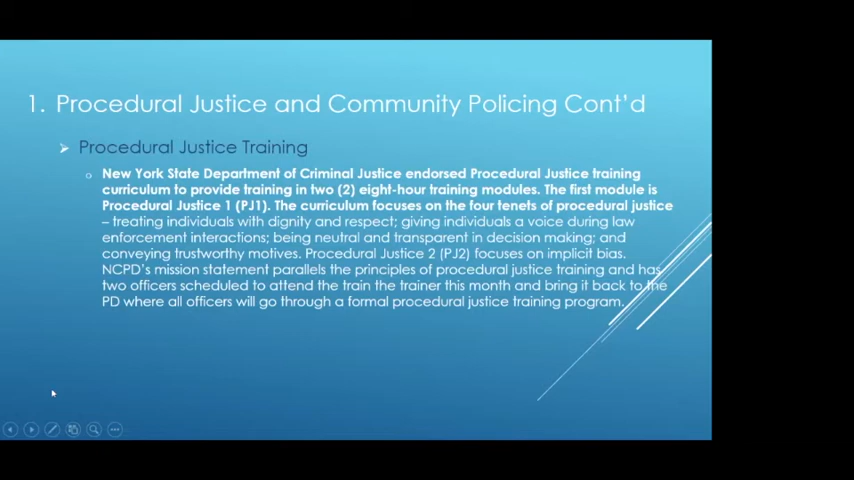 1. Procedural Justice and Community Policing Cont'd
Procedural Justice Training
New York State Department of Criminal Justice endorsed Procedural Justice training
curriculum to provide training in two (2) eight-hour training modules. The first module is
Procedural Justice 1 (PJ1). The curriculum focuses on the four tenets of procedural justice
– treating individuals with dignity and respect; giving individuals a voice during law
enforcement interactions; being neutral and transparent in decision making; and
conveying trustworthy motives. Procedural Justice 2 (PJ2) focuses on implicit bias.
NCPD's mission statement parallels the principles of procedural justice training and has
two officers scheduled to attend the train the trainer this month and bring it back to the
PD where all officers will go through a formal procedural justice training program.